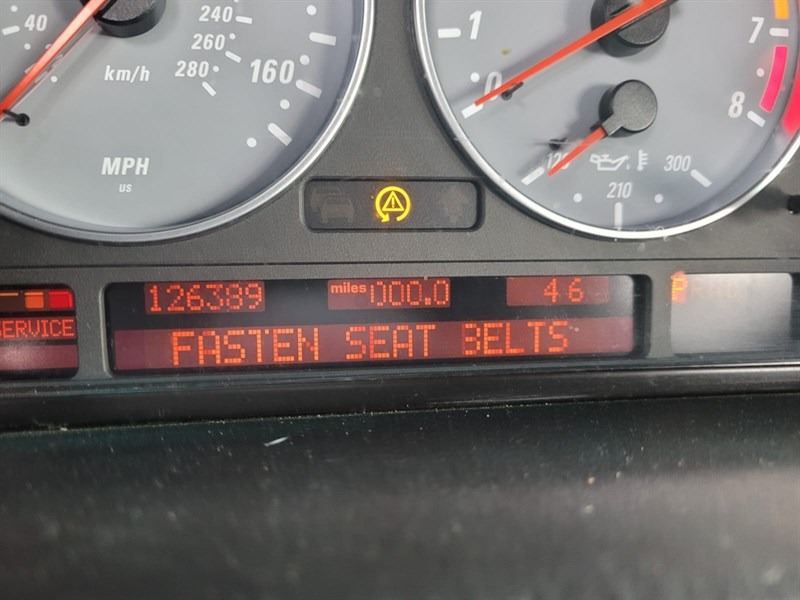 40
240
260
280
160
km/h
MPH
US
1
0
7
8
120
210
300
126389
miles 000.0
46
P
SERVICE
FASTEN SEAT BELTS